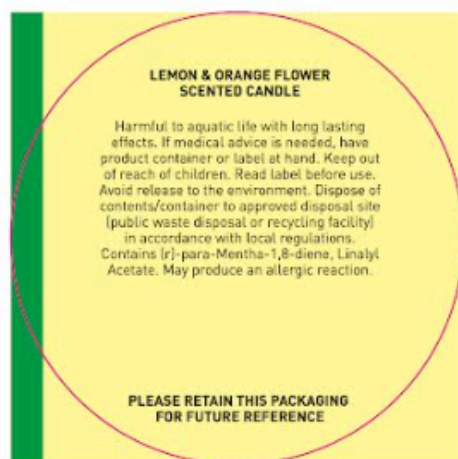 LEMON & ORANGE FLOWER
SCENTED CANDLE
Harmful to aquatic life with long lasting
effects. If medical advice is needed, have
product container or label at hand. Keep out
of reach of children. Read label before use.
Avoid release to the environment. Dispose of
contents/container to approved disposal site
(public waste disposal or recycling facility)
in accordance with local regulations.
Contains (r)-para-Mentha-1,8-diene, Linalyl
Acetate. May produce an allergic reaction.
PLEASE RETAIN THIS PACKAGING
FOR FUTURE REFERENCE